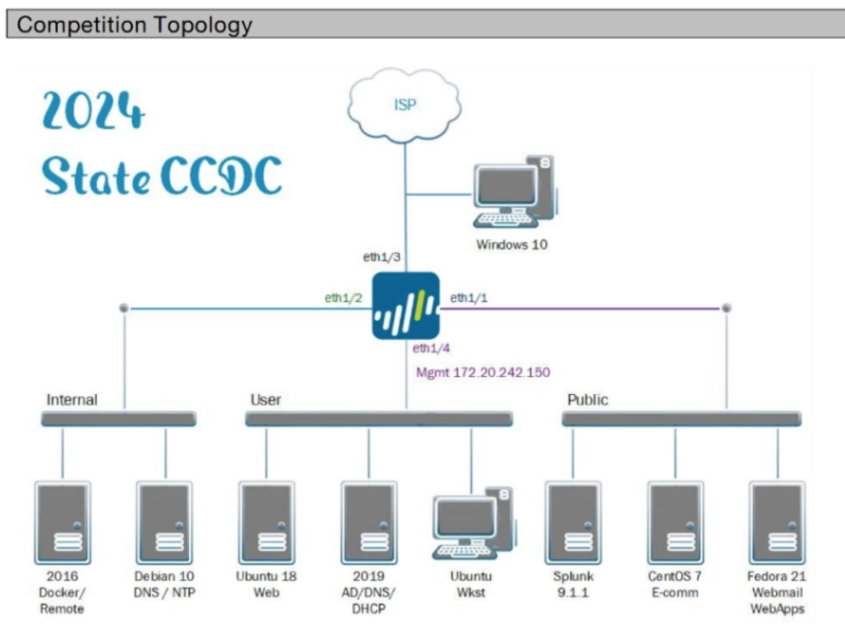 Competition Topology
2024
State CCDC
ISP
Windows 10
eth1/3
eth1/2
eth1/1
eth1/4
Mgmt 172.20.242.150
Internal
User
Public
2016
Docker/
Remote
Debian 10
DNS / NTP
Ubuntu 18
Web
2019
AD/DNS/
DHCP
Ubuntu
Wkst
Splunk
9.1.1
CentOS 7
E-comm
Fedora 21
Webmail
WebApps